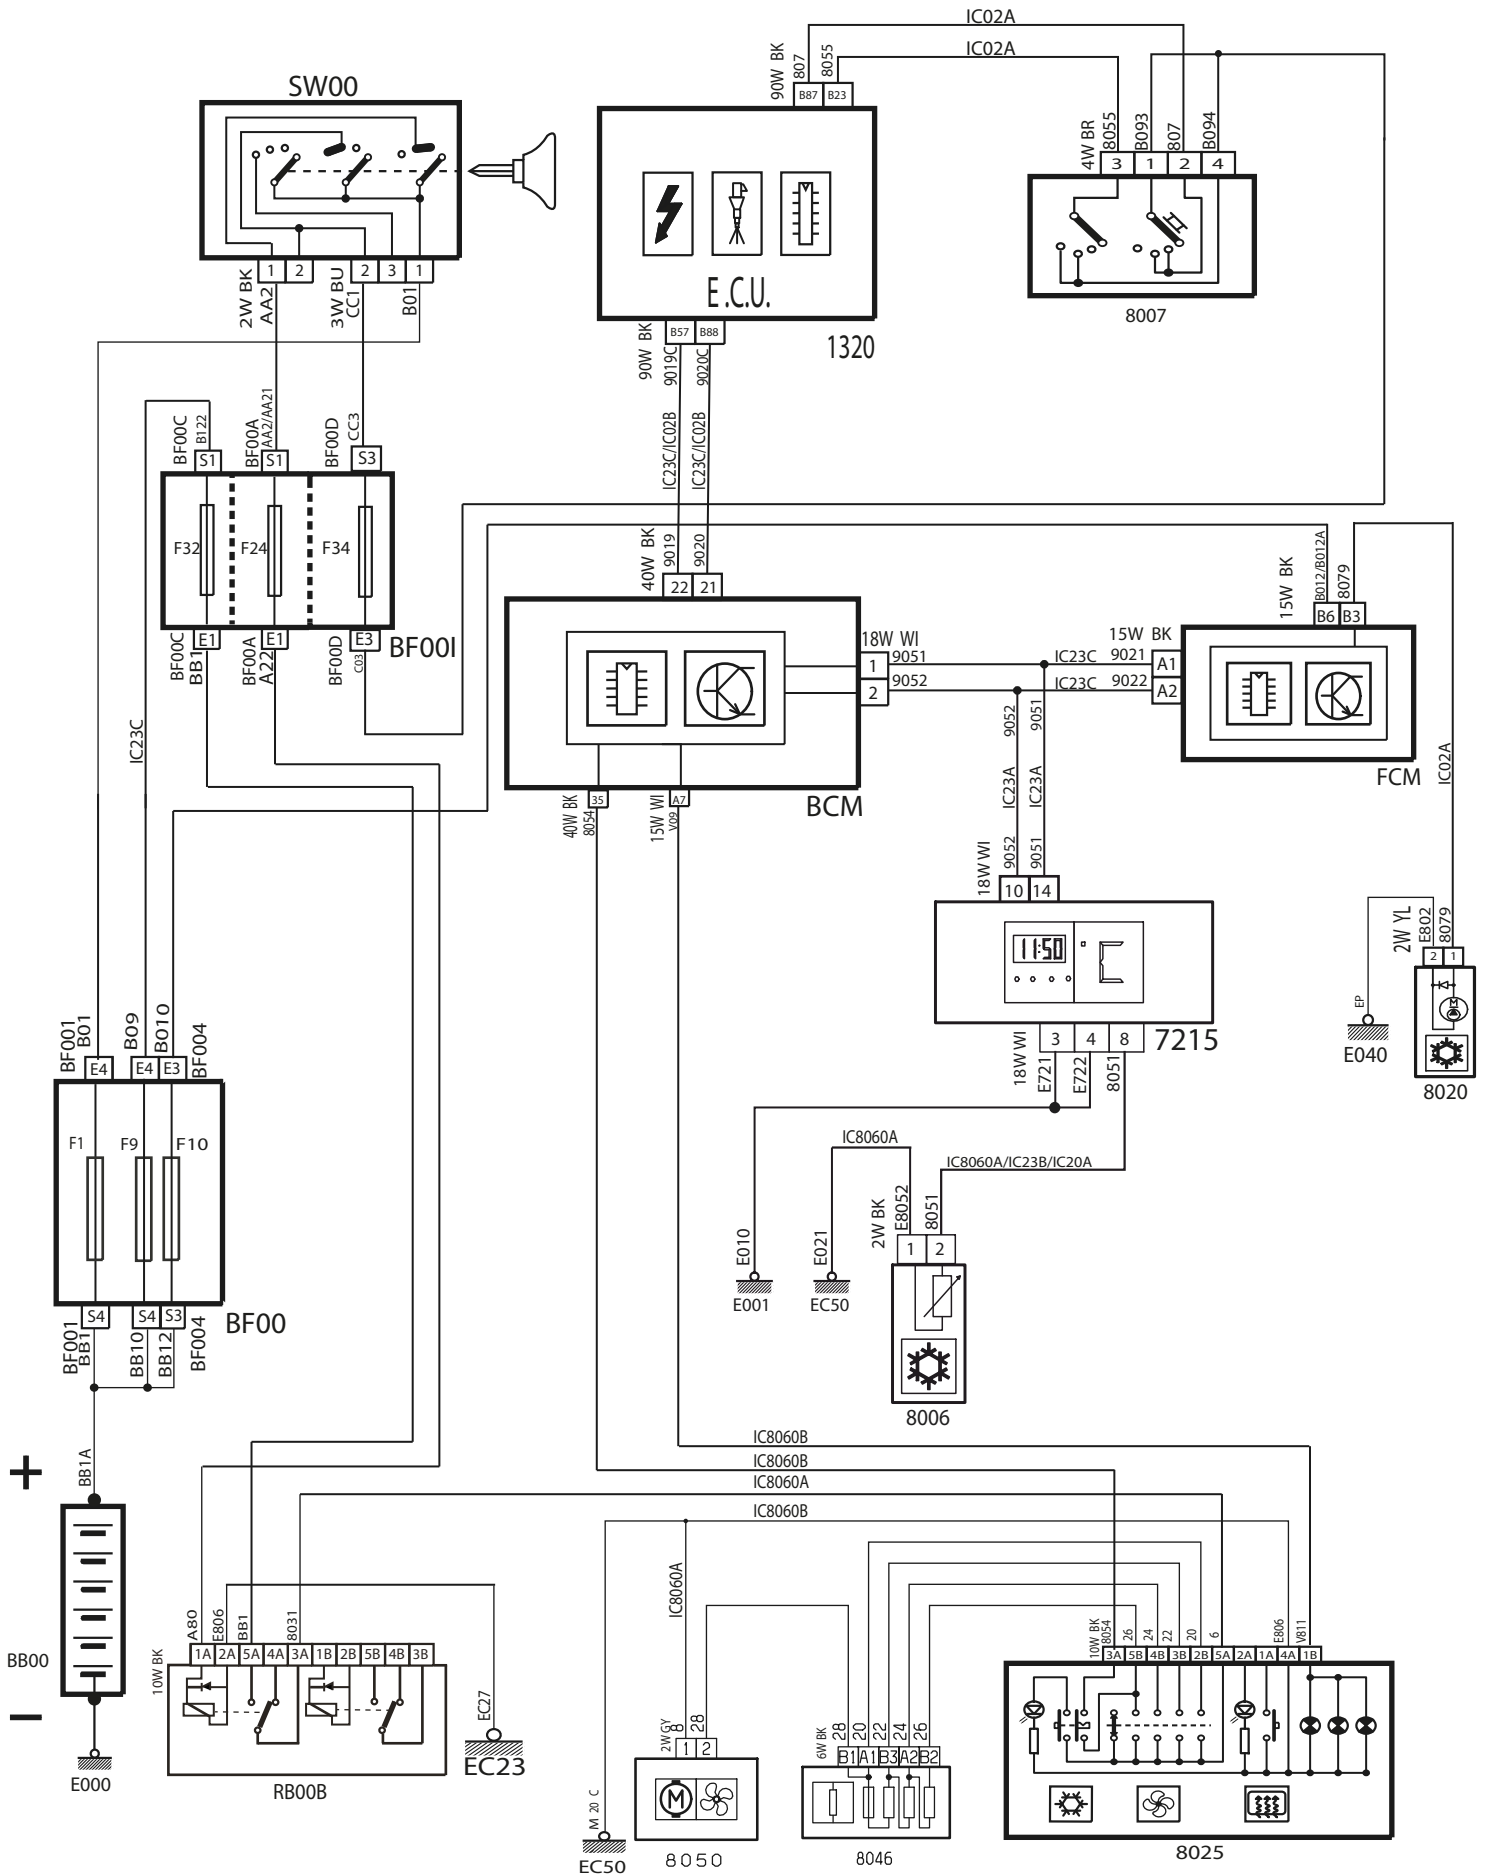 IC02A
IC02A
90W BK
807
8055
B87
B23
SW00
4W BR
8055
B093
807
B094
3
1
2
4
8007
E.C.U.
1320
1
2
2
3
1
2W BK
AA2
3W BU
CC1
B01
B57
B88
90W BK
9019C
9020C
IC23C/IC02B
IC23C/IC02B
BF00C
B122
BF00A
AA2/AA21
BF00D
CC3
S1
S1
S3
F32
F24
F34
E1
E1
E3
BF00C
BB1
BF00A
A22
BF00D
C03
BF00I
40W BK
9019
9020
22
21
18W WI
1
9051
2
9052
BCM
35
A7
40W BK
8054
15W WI
V09
15W BK
B012/B012A
8079
B6
B3
15W BK
IC23C
9021
A1
IC23C
9022
A2
FCM
IC02A
9052
9051
IC23A
IC23A
18W WI
9052
9051
10
14
11:50
7215
3
4
8
18W WI
E721
E722
8051
2W YL
E802
8079
2
1
EP
E040
8020
IC23C
BF001
B01
B09
B010
BF004
E4
E4
E3
F1
F9
F10
S4
S4
S3
BF00
BF001
BB1
BB10
BB12
BF004
IC8060A
IC8060A/IC23B/IC20A
2W BK
E8052
8051
1
2
E010
E021
E001
EC50
8006
+
BB1A
BB00
−
E000
IC8060B
IC8060B
IC8060A
IC8060B
IC8060A
A80
E806
BB1
8031
10W BK
1A
2A
5A
4A
3A
1B
2B
5B
4B
3B
RB00B
EC27
EC23
M 20 C
EC50
2W GY
8
28
1
2
M
8050
6W BK
28
20
22
24
26
B1
A1
B3
A2
B2
8046
10W BK
8054
26
24
22
20
6
E806
V811
3A
5B
4B
3B
2B
5A
2A
1A
4A
1B
8025